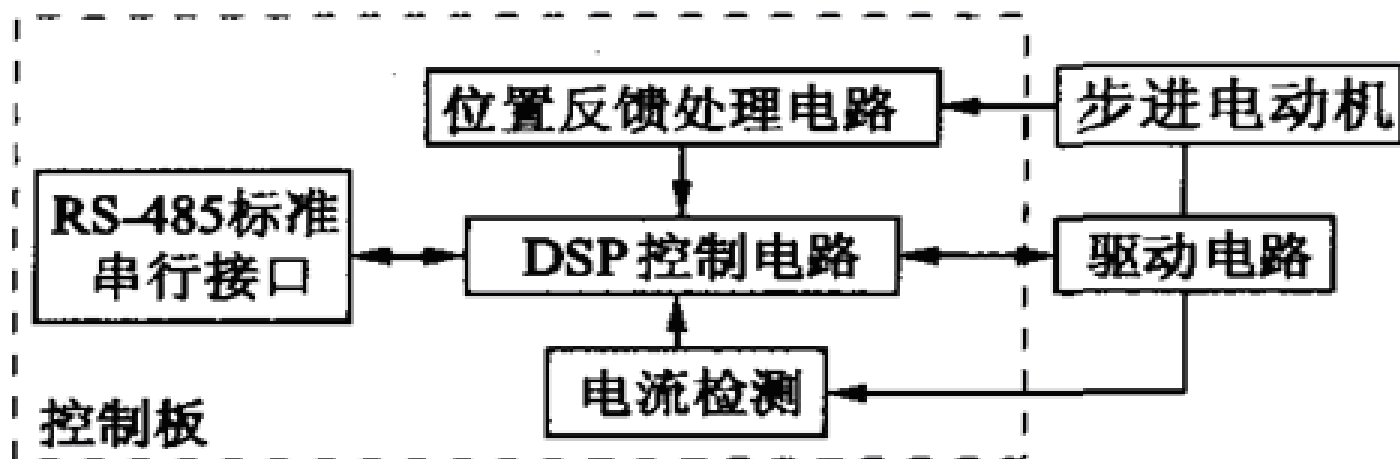 位置反馈处理电路
步进电动机
RS-485标准
串行接口
DSP控制电路
驱动电路
电流检测
控制板